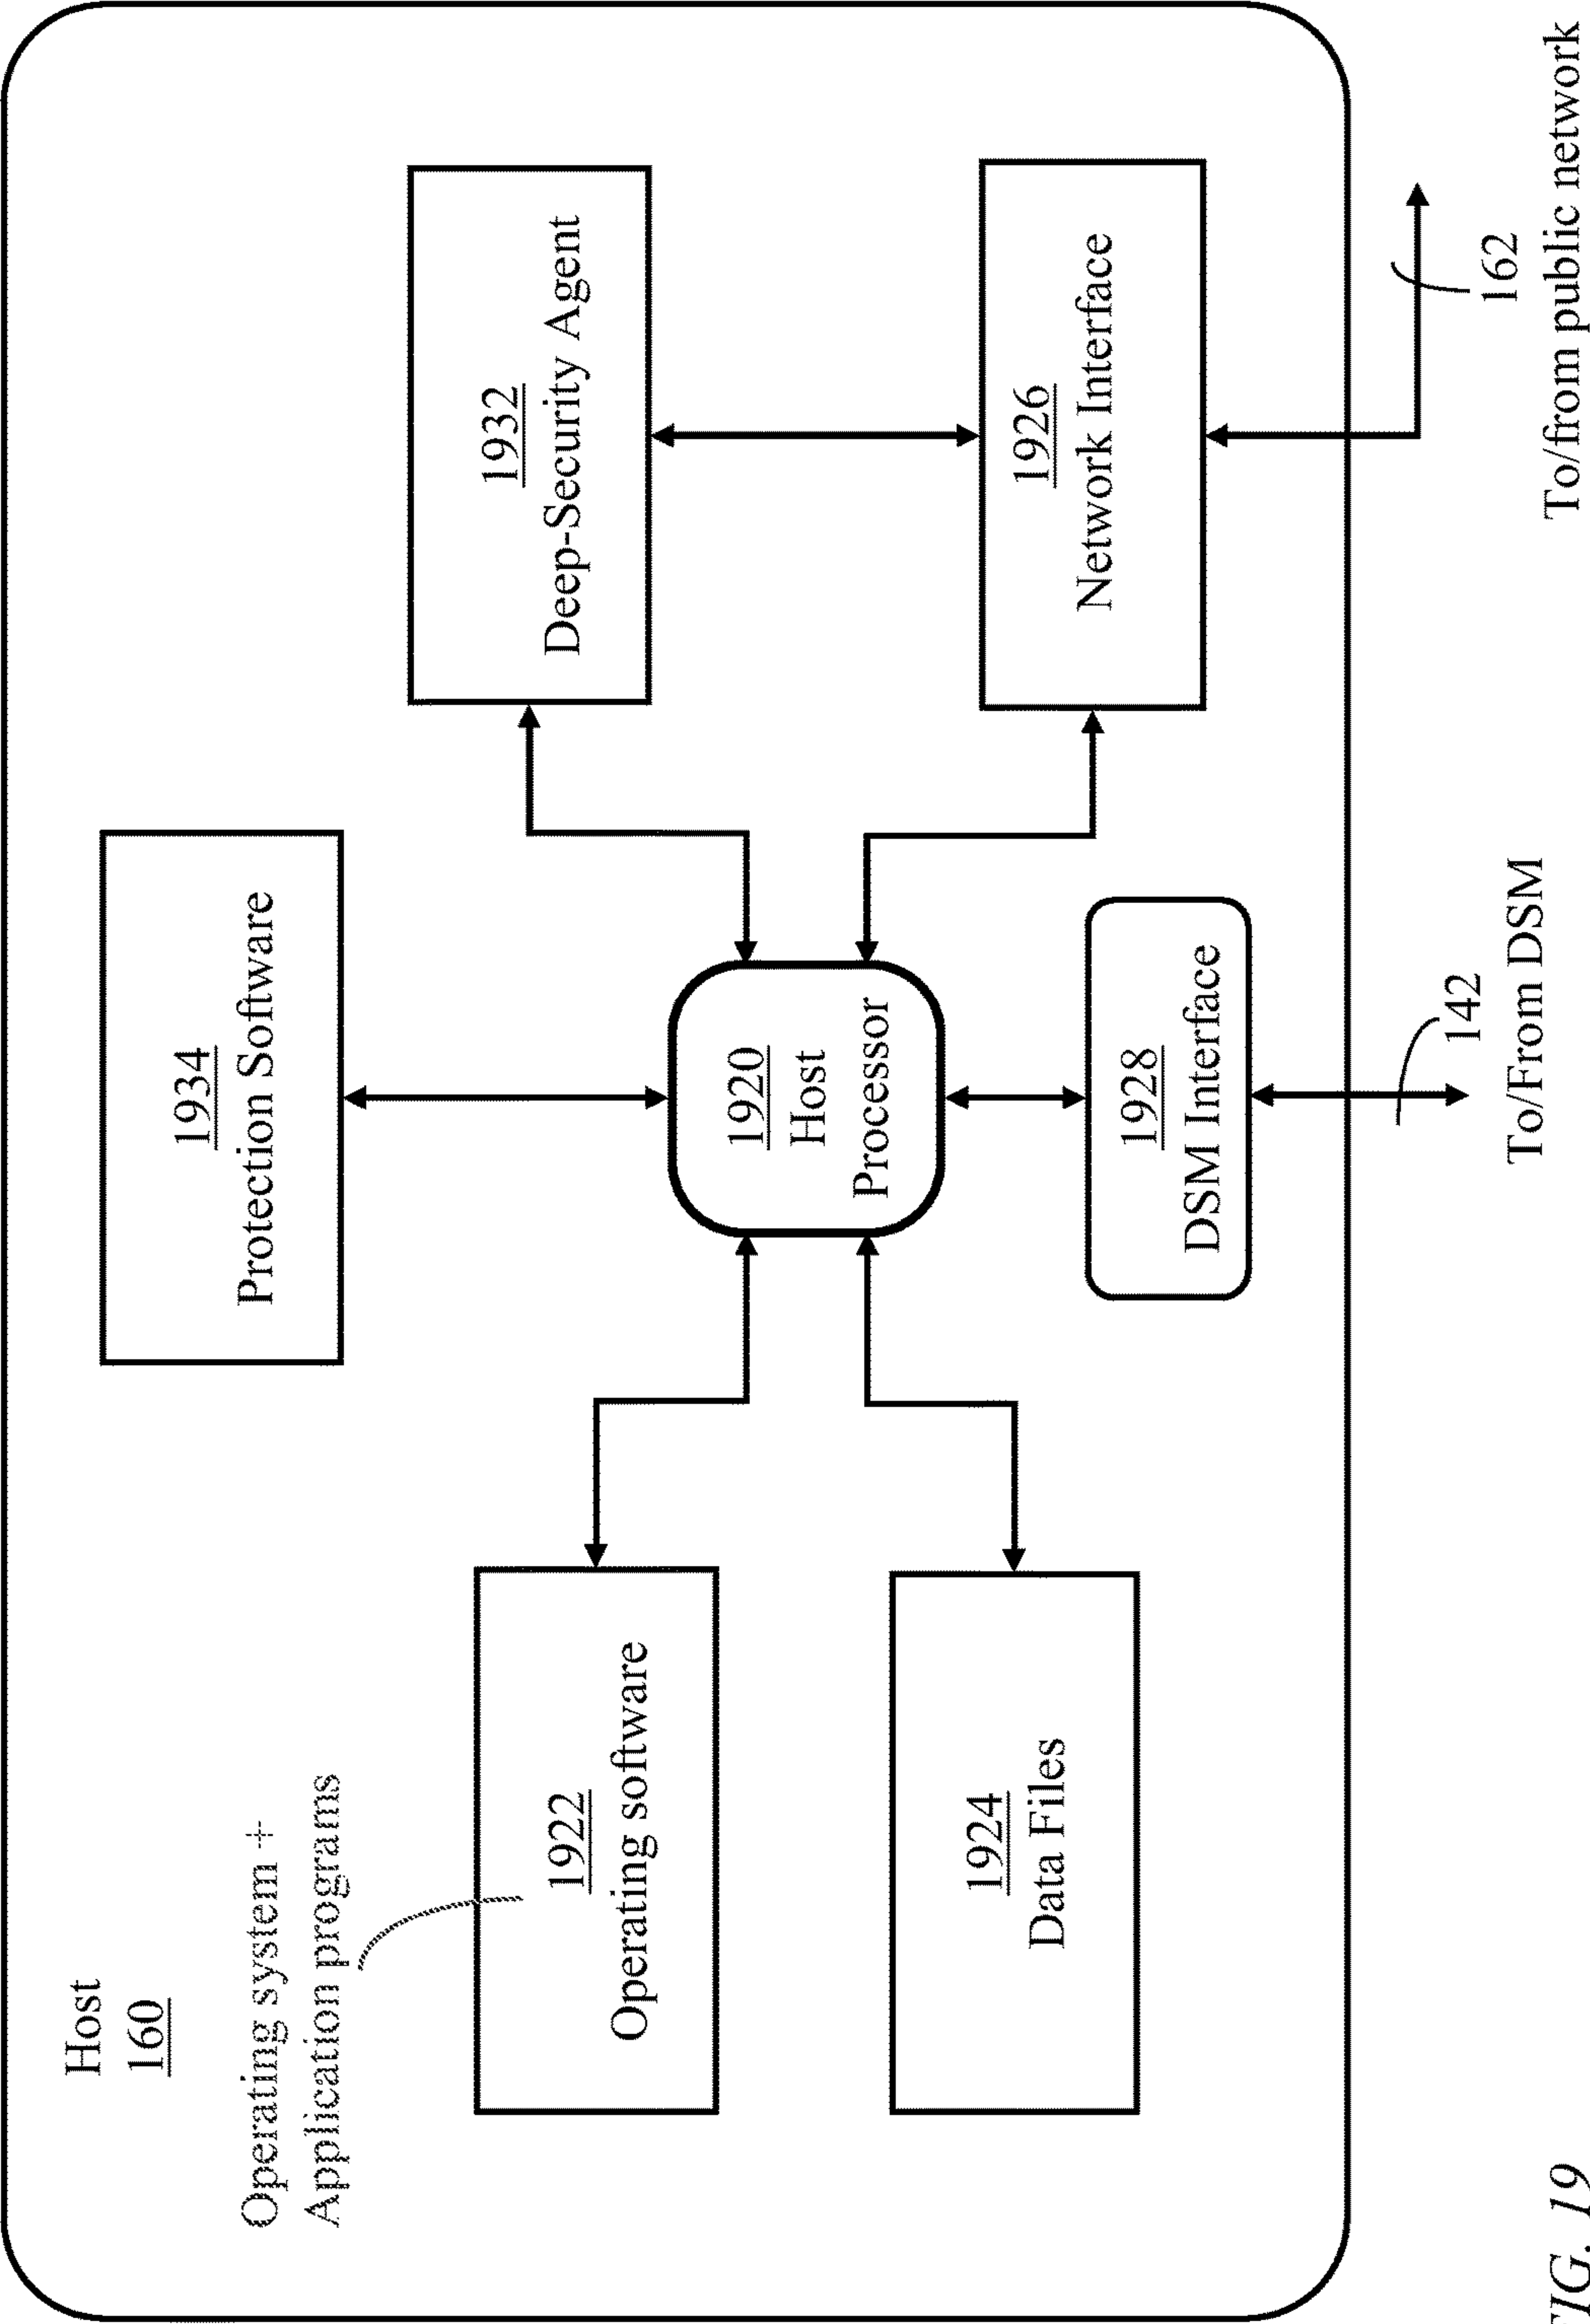 Host
160
Operating system +
Application programs
1934
Protection Software
1922
Operating software
1932
Deep-Security Agent
1920
Host
Processor
1924
Data Files
1928
DSM Interface
1926
Network Interface
142
To/From DSM
162
To/from public network
FIG. 19